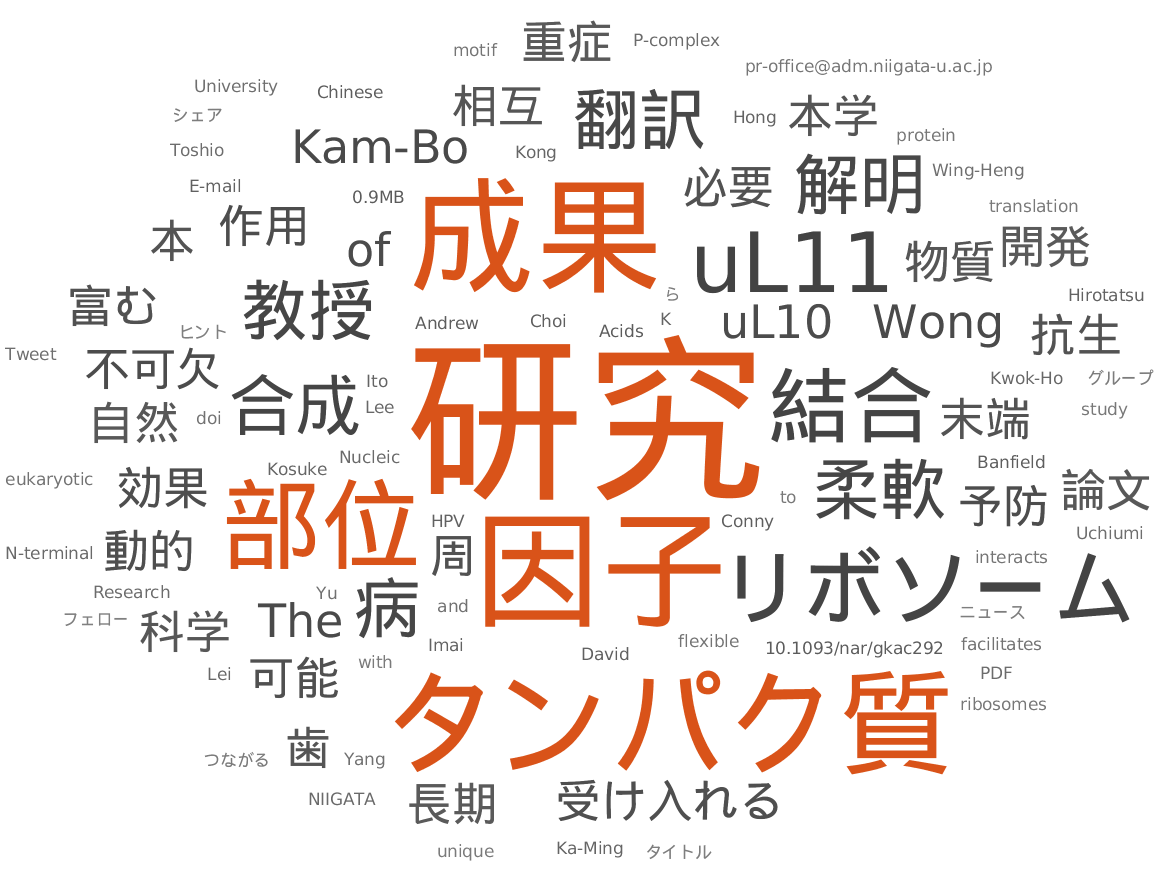 重症
P-complex
motif
pr-office@adm.niigata-u.ac.jp
University
Chinese
相互
翻訳
シェア
Hong
本学
protein
Kam-Bo
Toshio
Kong
解明
Wing-Heng
必要
E-mail
0.9MB
成果
translation
作用
本
of
uL11
物質
開発
富む
教授
ら
Hirotatsu
ヒント
Andrew
Choi
Acids
K
uL10
Wong
抗生
Tweet
不可欠
研究
Ito
Kwok-Ho
グループ
自然
doi
合成
Lee
結合
末端
study
Nucleic
Kosuke
Banfield
eukaryotic
効果
部位
to
柔軟
予防
論文
HPV
因子
Conny
Uchiumi
N-terminal
動的
周
リボソーム
interacts
Research
Yu
病
and
ニュース
フェロー
科学
The
Imai
David
flexible
10.1093/nar/gkac292
facilitates
Lei
可能
with
タンパク質
PDF
ribosomes
つながる
歯
Yang
NIIGATA
長期
受け入れる
unique
Ka-Ming
タイトル